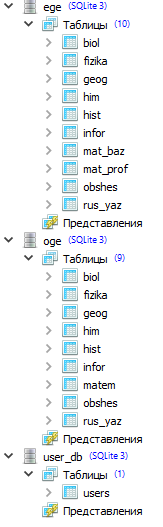 ege (SQLite 3)
Таблицы (10)
biol
fizika
geog
him
hist
infor
mat_baz
mat_prof
obshes
rus_yaz
Представления
oge (SQLite 3)
Таблицы (9)
biol
fizika
geog
him
hist
infor
matem
obshes
rus_yaz
Представления
user_db (SQLite 3)
Таблицы (1)
users
Представления